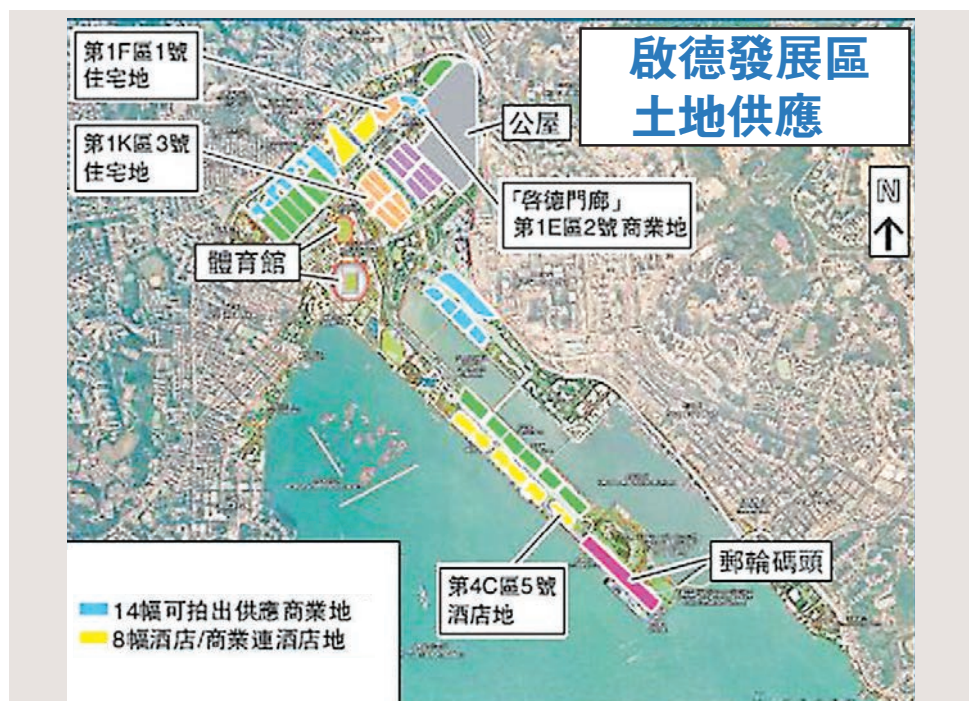 啟德發展區
土地供應
第1F區1號
住宅地
公屋
第1K區3號
住宅地
「啓德門廊」
第1E區2號商業地
N
體育館
郵輪碼頭
第4C區5號
酒店地
14幅可拍出供應商業地
8幅酒店/商業連酒店地